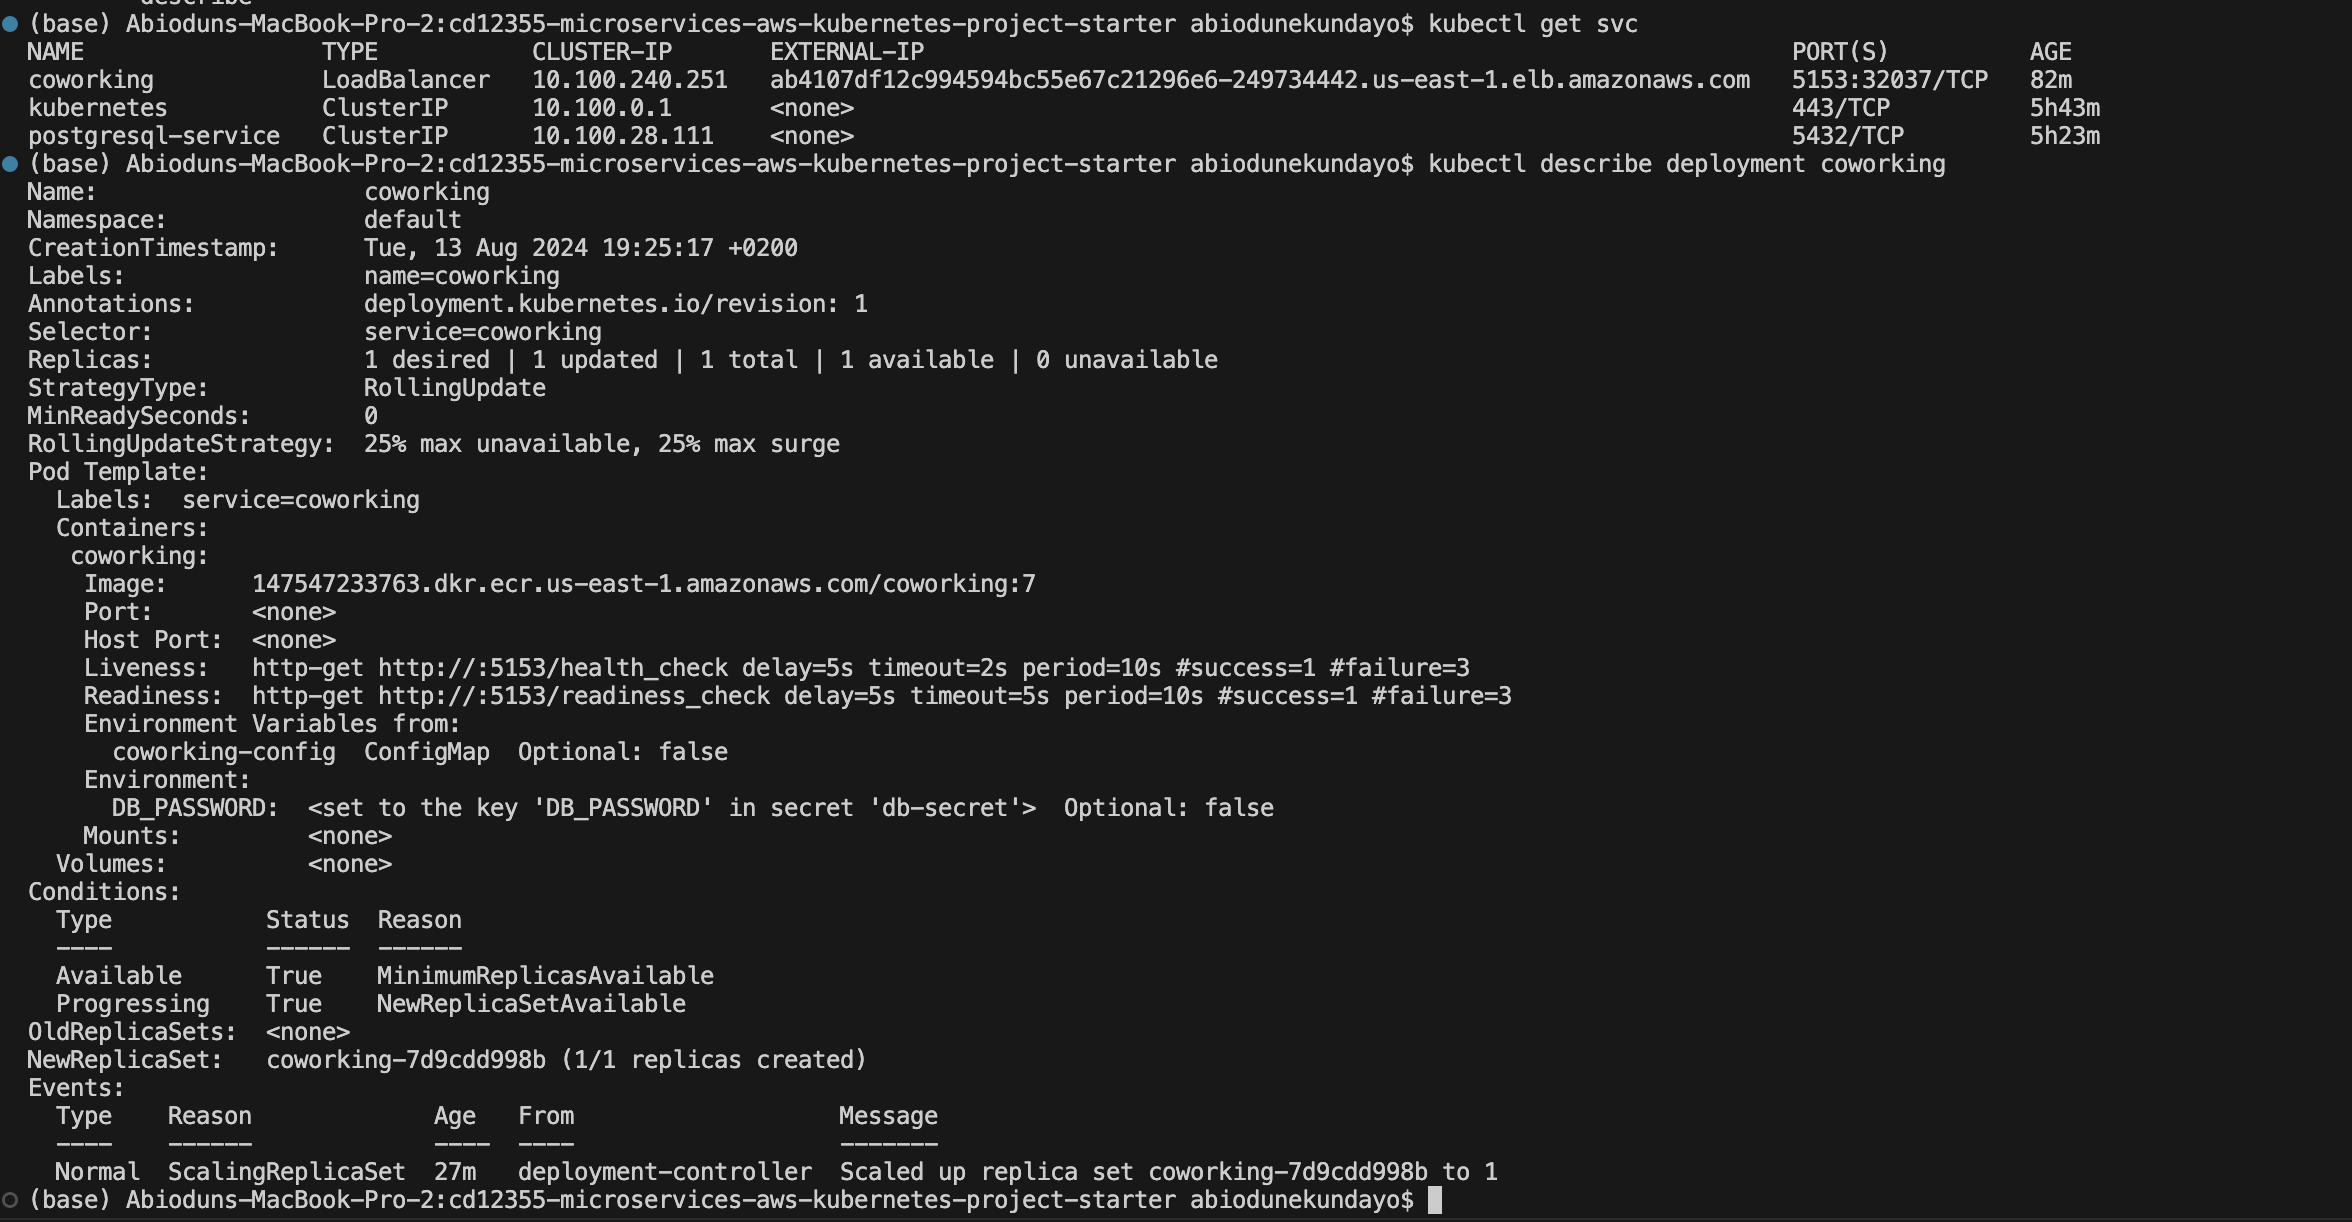 describe
(base) Abioduns-MacBook-Pro-2:cd12355-microservices-aws-kubernetes-project-starter abiodunekundayo$ kubectl get svc
NAME                 TYPE           CLUSTER-IP       EXTERNAL-IP                                                              PORT(S)          AGE
coworking            LoadBalancer   10.100.240.251   ab4107df12c994594bc55e67c21296e6-249734442.us-east-1.elb.amazonaws.com   5153:32037/TCP   82m
kubernetes           ClusterIP      10.100.0.1       <none>                                                                   443/TCP          5h43m
postgresql-service   ClusterIP      10.100.28.111    <none>                                                                   5432/TCP         5h23m
(base) Abioduns-MacBook-Pro-2:cd12355-microservices-aws-kubernetes-project-starter abiodunekundayo$ kubectl describe deployment coworking
Name:                   coworking
Namespace:              default
CreationTimestamp:      Tue, 13 Aug 2024 19:25:17 +0200
Labels:                 name=coworking
Annotations:            deployment.kubernetes.io/revision: 1
Selector:               service=coworking
Replicas:               1 desired | 1 updated | 1 total | 1 available | 0 unavailable
StrategyType:           RollingUpdate
MinReadySeconds:        0
RollingUpdateStrategy:  25% max unavailable, 25% max surge
Pod Template:
  Labels:  service=coworking
  Containers:
   coworking:
    Image:      147547233763.dkr.ecr.us-east-1.amazonaws.com/coworking:7
    Port:       <none>
    Host Port:  <none>
    Liveness:   http-get http://:5153/health_check delay=5s timeout=2s period=10s #success=1 #failure=3
    Readiness:  http-get http://:5153/readiness_check delay=5s timeout=5s period=10s #success=1 #failure=3
    Environment Variables from:
      coworking-config  ConfigMap  Optional: false
    Environment:
      DB_PASSWORD:  <set to the key 'DB_PASSWORD' in secret 'db-secret'>  Optional: false
    Mounts:         <none>
  Volumes:          <none>
Conditions:
  Type           Status  Reason
  ----           ------  ------
  Available      True    MinimumReplicasAvailable
  Progressing    True    NewReplicaSetAvailable
OldReplicaSets:  <none>
NewReplicaSet:   coworking-7d9cdd998b (1/1 replicas created)
Events:
  Type    Reason             Age   From                   Message
  ----    ------             ----  ----                   -------
  Normal  ScalingReplicaSet  27m   deployment-controller  Scaled up replica set coworking-7d9cdd998b to 1
(base) Abioduns-MacBook-Pro-2:cd12355-microservices-aws-kubernetes-project-starter abiodunekundayo$